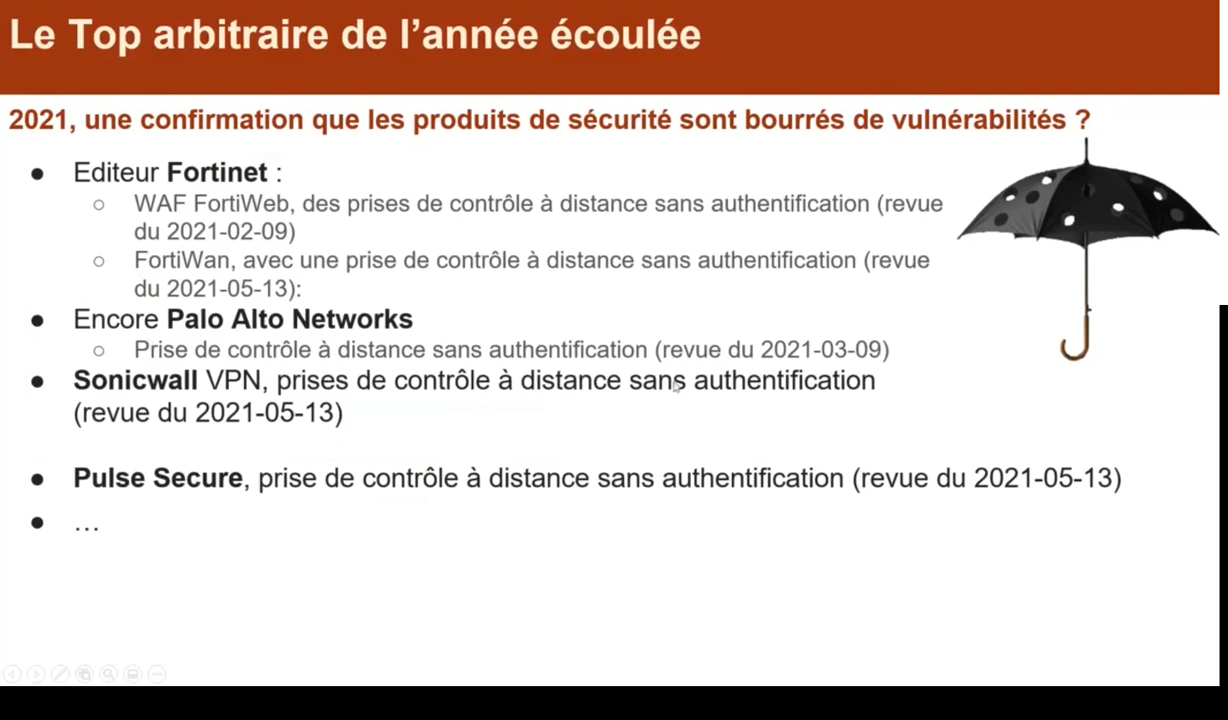 Le Top arbitraire de l’année écoulée
2021, une confirmation que les produits de sécurité sont bourrés de vulnérabilités ?
● Editeur Fortinet :
○ WAF FortiWeb, des prises de contrôle à distance sans authentification (revue
du 2021-02-09)
○ FortiWan, avec une prise de contrôle à distance sans authentification (revue
du 2021-05-13):
● Encore Palo Alto Networks
○ Prise de contrôle à distance sans authentification (revue du 2021-03-09)
● Sonicwall VPN, prises de contrôle à distance sans authentification
(revue du 2021-05-13)
● Pulse Secure, prise de contrôle à distance sans authentification (revue du 2021-05-13)
● …